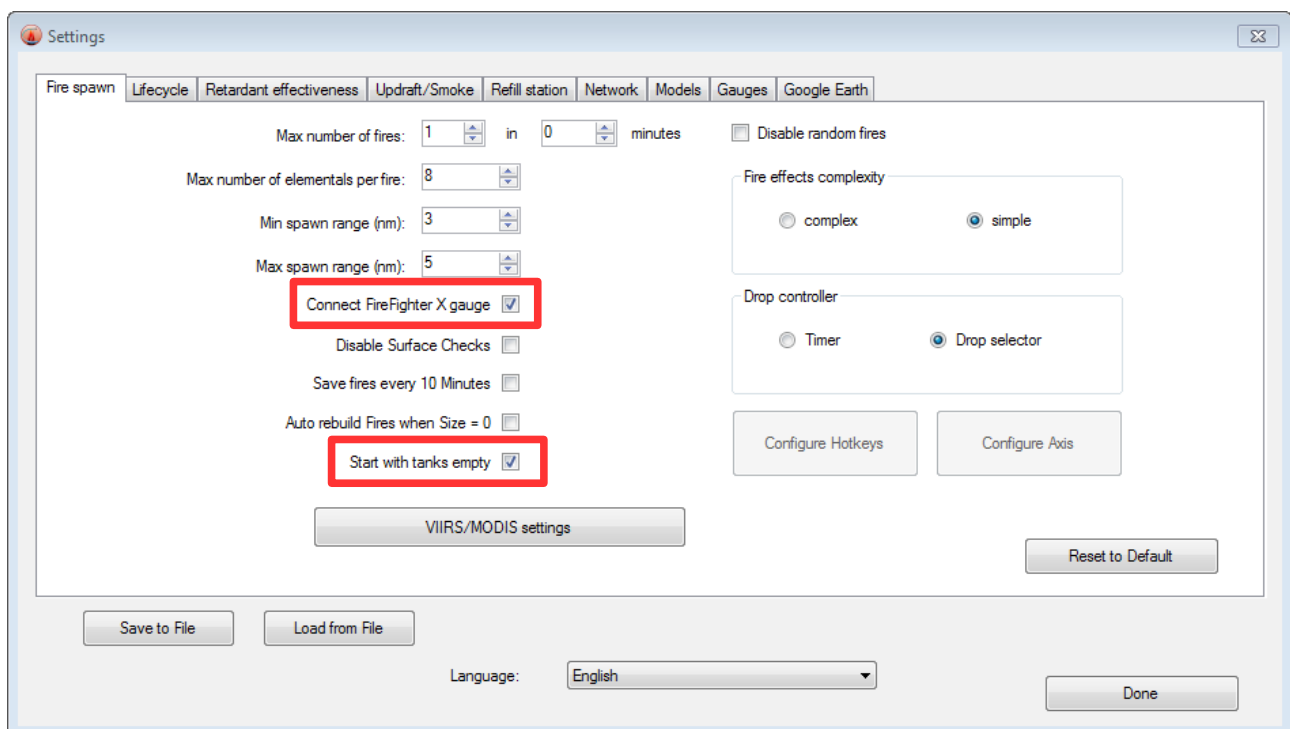 Settings
Fire spawn Lifecycle Retardant effectiveness Updraft/Smoke Refill station Network Models Gauges Google Earth
Max number of fires: 1 in 0 minutes Disable random fires
Max number of elementals per fire: 8 Fire effects complexity
Min spawn range (nm): 3 complex simple
Max spawn range (nm): 5
Connect FireFighter X gauge Drop controller
Disable Surface Checks Timer Drop selector
Save fires every 10 Minutes
Auto rebuild Fires when Size = 0
Start with tanks empty Configure Hotkeys Configure Axis
VIIRS/MODIS settings
Reset to Default
Save to File Load from File
Language: English
Done